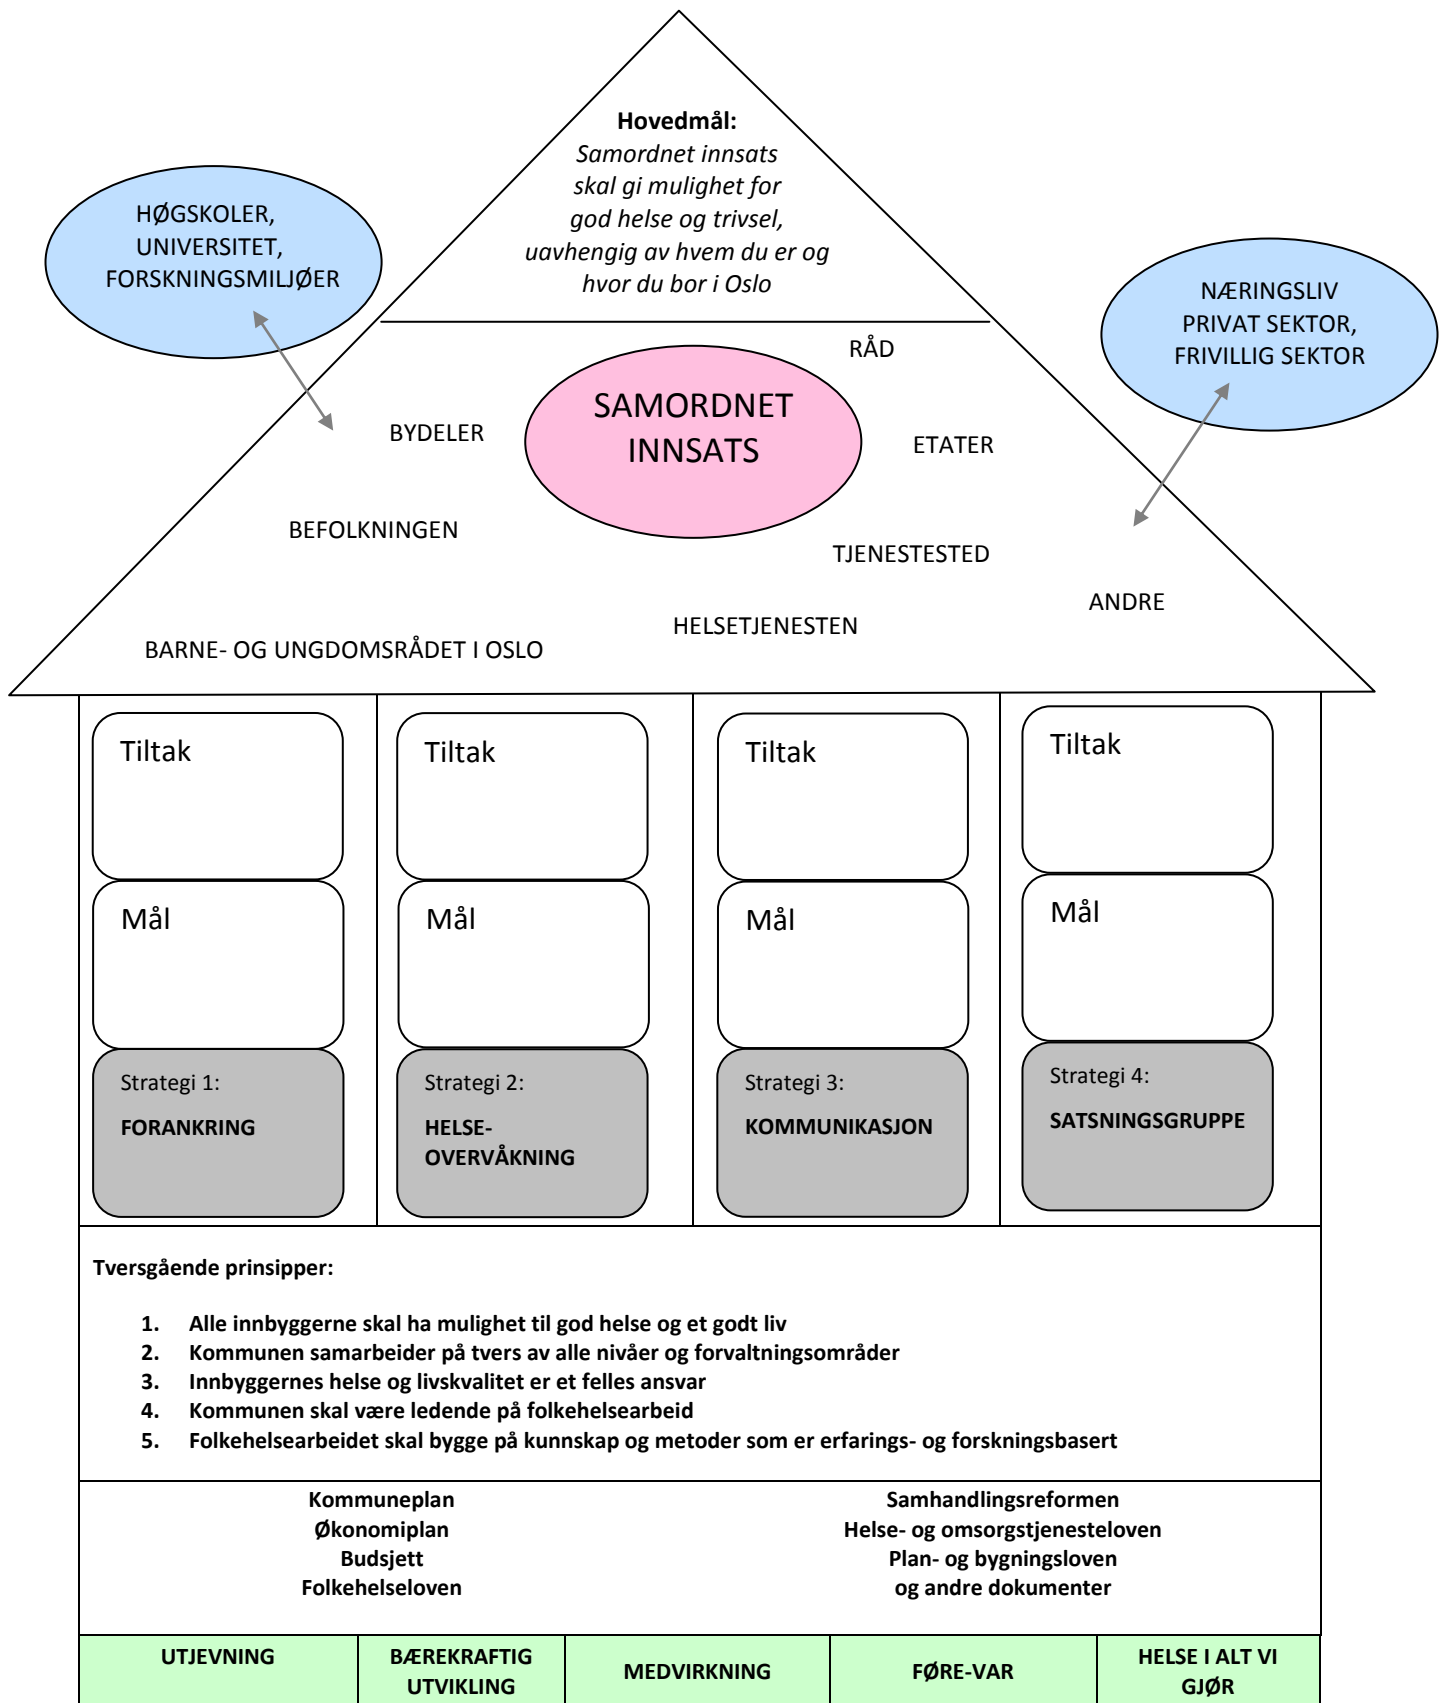 Hovedmål:
Samordnet innsats
skal gi mulighet for
god helse og trivsel,
uavhengig av hvem du er og
hvor du bor i Oslo
HØGSKOLER,
UNIVERSITET,
FORSKNINGSMILJØER
NÆRINGSLIV
PRIVAT SEKTOR,
FRIVILLIG SEKTOR
RÅD
SAMORDNET
INNSATS
BYDELER
ETATER
BEFOLKNINGEN
TJENESTESTED
ANDRE
HELSETJENESTEN
BARNE- OG UNGDOMSRÅDET I OSLO
Tiltak
Tiltak
Tiltak
Tiltak
Mål
Mål
Mål
Mål
Strategi 1:
FORANKRING
Strategi 2:
HELSE-
OVERVÅKNING
Strategi 3:
KOMMUNIKASJON
Strategi 4:
SATSNINGSGRUPPE
Tversgående prinsipper:
1. Alle innbyggerne skal ha mulighet til god helse og et godt liv
2. Kommunen samarbeider på tvers av alle nivåer og forvaltningsområder
3. Innbyggernes helse og livskvalitet er et felles ansvar
4. Kommunen skal være ledende på folkehelsearbeid
5. Folkehelsearbeidet skal bygge på kunnskap og metoder som er erfarings- og forskningsbasert
Kommuneplan
Økonomiplan
Budsjett
Folkehelseloven
Samhandlingsreformen
Helse- og omsorgstjenesteloven
Plan- og bygningsloven
og andre dokumenter
UTJEVNING
BÆREKRAFTIG
UTVIKLING
MEDVIRKNING
FØRE-VAR
HELSE I ALT VI
GJØR